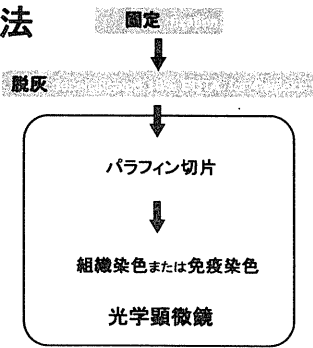 法
固定
脱灰
パラフィン切片
組織染色または免疫染色
光学顕微鏡